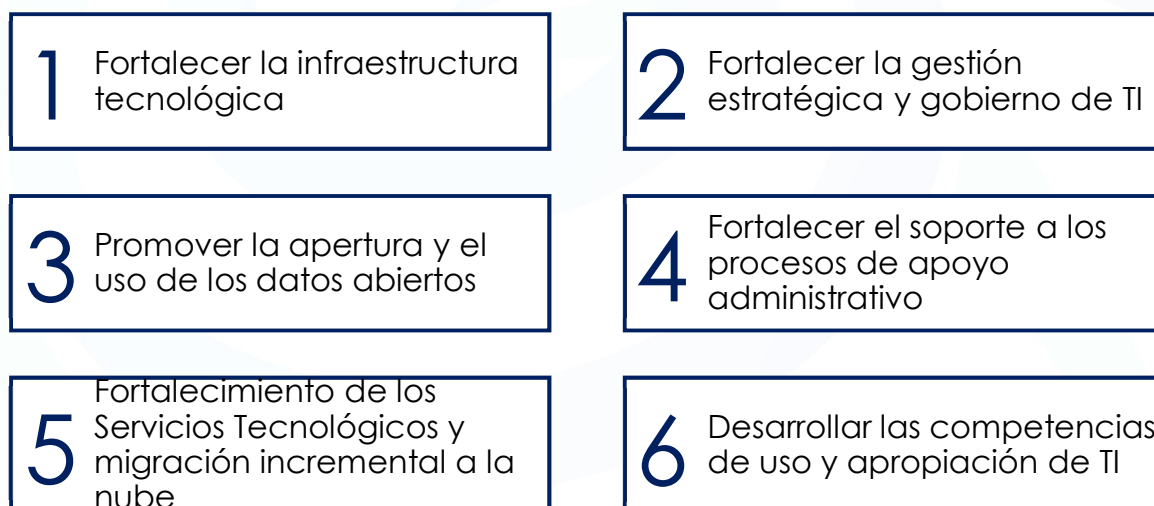 1
Fortalecer la infraestructura
tecnológica
2
Fortalecer la gestión
estratégica y gobierno de TI
3
Promover la apertura y el
uso de los datos abiertos
4
Fortalecer el soporte a los
procesos de apoyo
administrativo
5
Fortalecimiento de los
Servicios Tecnológicos y
migración incremental a la
nube
6
Desarrollar las competencias
de uso y apropiación de TI